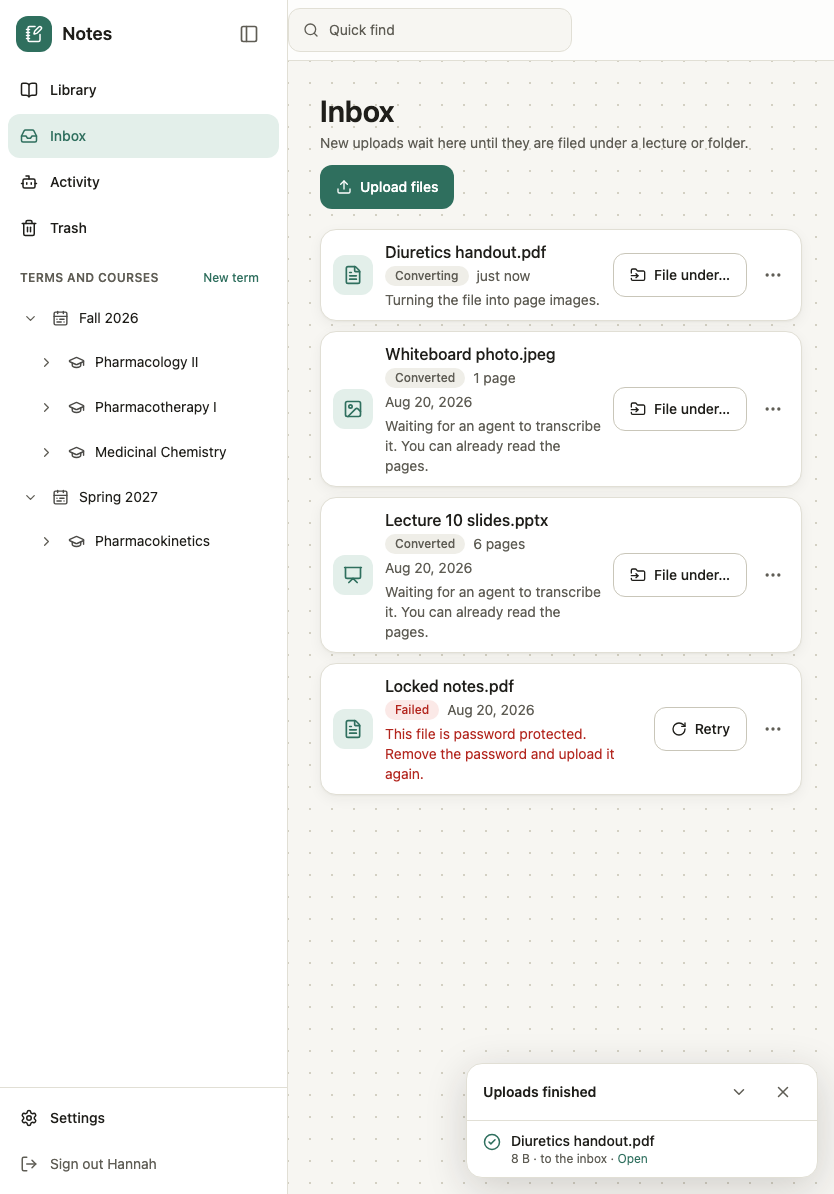 Notes
Library
Inbox
Activity
Trash
TERMS AND COURSES
New term
Fall 2026
Pharmacology II
Pharmacotherapy I
Medicinal Chemistry
Spring 2027
Pharmacokinetics
Settings
Sign out Hannah
Quick find
Inbox
New uploads wait here until they are filed under a lecture or folder.
Upload files
Diuretics handout.pdf
Converting just now
Turning the file into page images.
File under...
Whiteboard photo.jpeg
Converted 1 page
Aug 20, 2026
Waiting for an agent to transcribe
it. You can already read the
pages.
File under...
Lecture 10 slides.pptx
Converted 6 pages
Aug 20, 2026
Waiting for an agent to transcribe
it. You can already read the
pages.
File under...
Locked notes.pdf
Failed Aug 20, 2026
This file is password protected.
Remove the password and upload it
again.
Retry
Uploads finished
Diuretics handout.pdf
8 B · to the inbox · Open